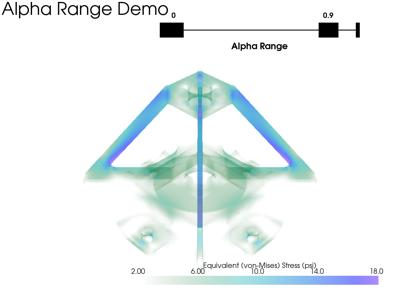 Alpha Range Demo
0 0.9
Alpha Range
Equivalent (von-Mises) Stress (psi)
2.00 6.00 10.0 14.0 18.0